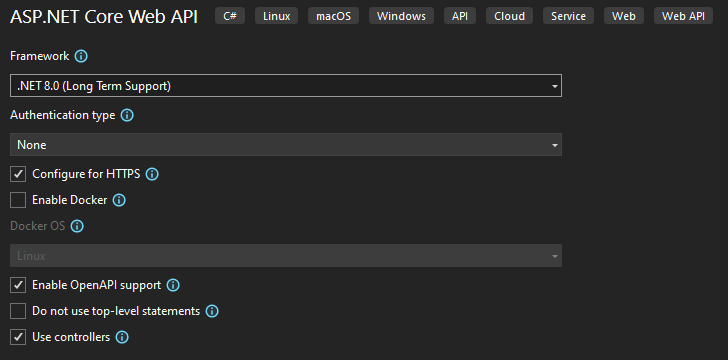 ASP.NET Core Web API C# Linux macOS Windows API Cloud Service Web Web API
Framework
.NET 8.0 (Long Term Support)
Authentication type
None
Configure for HTTPS
Enable Docker
Docker OS
Linux
Enable OpenAPI support
Do not use top-level statements
Use controllers